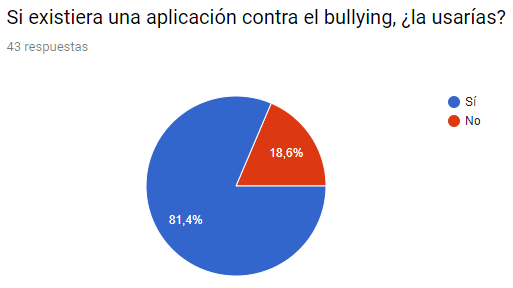 Si existiera una aplicación contra el bullying, ¿la usarías?
43 respuestas
Sí
No
18,6%
81,4%